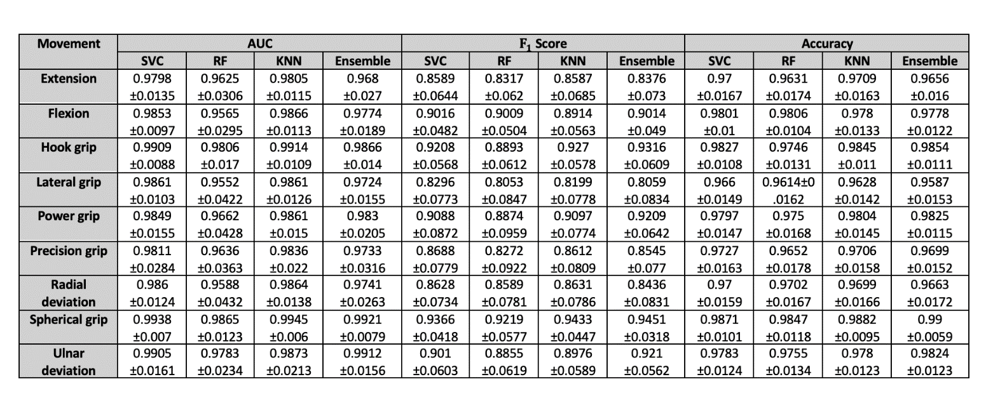 Movement AUC F1 Score Accuracy
SVC RF KNN Ensemble SVC RF KNN Ensemble SVC RF KNN Ensemble
Extension 0.9798 0.9625 0.9805 0.968 0.8589 0.8317 0.8587 0.8376 0.97 0.9631 0.9709 0.9656
±0.0135 ±0.0306 ±0.0115 ±0.027 ±0.0644 ±0.062 ±0.0685 ±0.073 ±0.0167 ±0.0174 ±0.0163 ±0.016
Flexion 0.9853 0.9565 0.9866 0.9774 0.9016 0.9009 0.8914 0.9014 0.9801 0.9806 0.978 0.9778
±0.0097 ±0.0295 ±0.0113 ±0.0189 ±0.0482 ±0.0504 ±0.0563 ±0.049 ±0.01 ±0.0104 ±0.0133 ±0.0122
Hook grip 0.9909 0.9806 0.9914 0.9866 0.9208 0.8893 0.927 0.9316 0.9827 0.9746 0.9845 0.9854
±0.0088 ±0.017 ±0.0109 ±0.014 ±0.0568 ±0.0612 ±0.0578 ±0.0609 ±0.0108 ±0.0131 ±0.011 ±0.0111
Lateral grip 0.9861 0.9552 0.9861 0.9724 0.8296 0.8053 0.8199 0.8059 0.966 0.9614±0 0.9628 0.9587
±0.0103 ±0.0422 ±0.0126 ±0.0155 ±0.0773 ±0.0847 ±0.0778 ±0.0834 ±0.0149 .0162 ±0.0142 ±0.0153
Power grip 0.9849 0.9662 0.9861 0.983 0.9088 0.8874 0.9097 0.9209 0.9797 0.975 0.9804 0.9825
±0.0155 ±0.0428 ±0.015 ±0.0205 ±0.0872 ±0.0959 ±0.0774 ±0.0642 ±0.0147 ±0.0168 ±0.0145 ±0.0115
Precision grip 0.9811 0.9636 0.9836 0.9733 0.8688 0.8272 0.8612 0.8545 0.9727 0.9652 0.9706 0.9699
±0.0284 ±0.0363 ±0.022 ±0.0316 ±0.0779 ±0.0922 ±0.0809 ±0.077 ±0.0163 ±0.0178 ±0.0158 ±0.0152
Radial 0.986 0.9588 0.9864 0.9741 0.8628 0.8589 0.8631 0.8436 0.97 0.9702 0.9699 0.9663
deviation ±0.0124 ±0.0432 ±0.0138 ±0.0263 ±0.0734 ±0.0781 ±0.0786 ±0.0831 ±0.0159 ±0.0167 ±0.0166 ±0.0172
Spherical grip 0.9938 0.9865 0.9945 0.9921 0.9366 0.9219 0.9433 0.9451 0.9871 0.9847 0.9882 0.99
±0.007 ±0.0123 ±0.006 ±0.0079 ±0.0418 ±0.0577 ±0.0447 ±0.0318 ±0.0101 ±0.0118 ±0.0095 ±0.0059
Ulnar 0.9905 0.9783 0.9873 0.9912 0.901 0.8855 0.8976 0.921 0.9783 0.9755 0.978 0.9824
deviation ±0.0161 ±0.0234 ±0.0213 ±0.0156 ±0.0603 ±0.0619 ±0.0589 ±0.0562 ±0.0124 ±0.0134 ±0.0123 ±0.0123